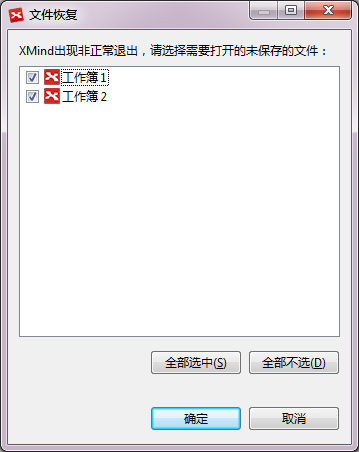 文件恢复
XMind出现非正常退出，请选择需要打开的未保存的文件：
工作簿 1
工作簿 2
全部选中(S) 全部不选(D)
确定 取消